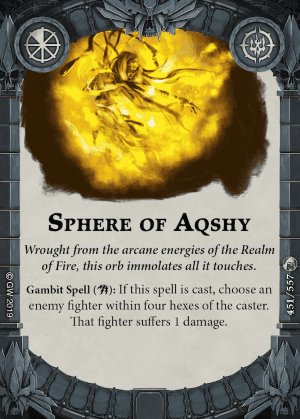 SPHERE OF AQSHY
Wrought from the arcane energies of the Realm
of Fire, this orb immolates all it touches.
Gambit Spell (): If this spell is cast, choose an
enemy fighter within four hexes of the caster.
That fighter suffers 1 damage.
©GW 2019
451/557